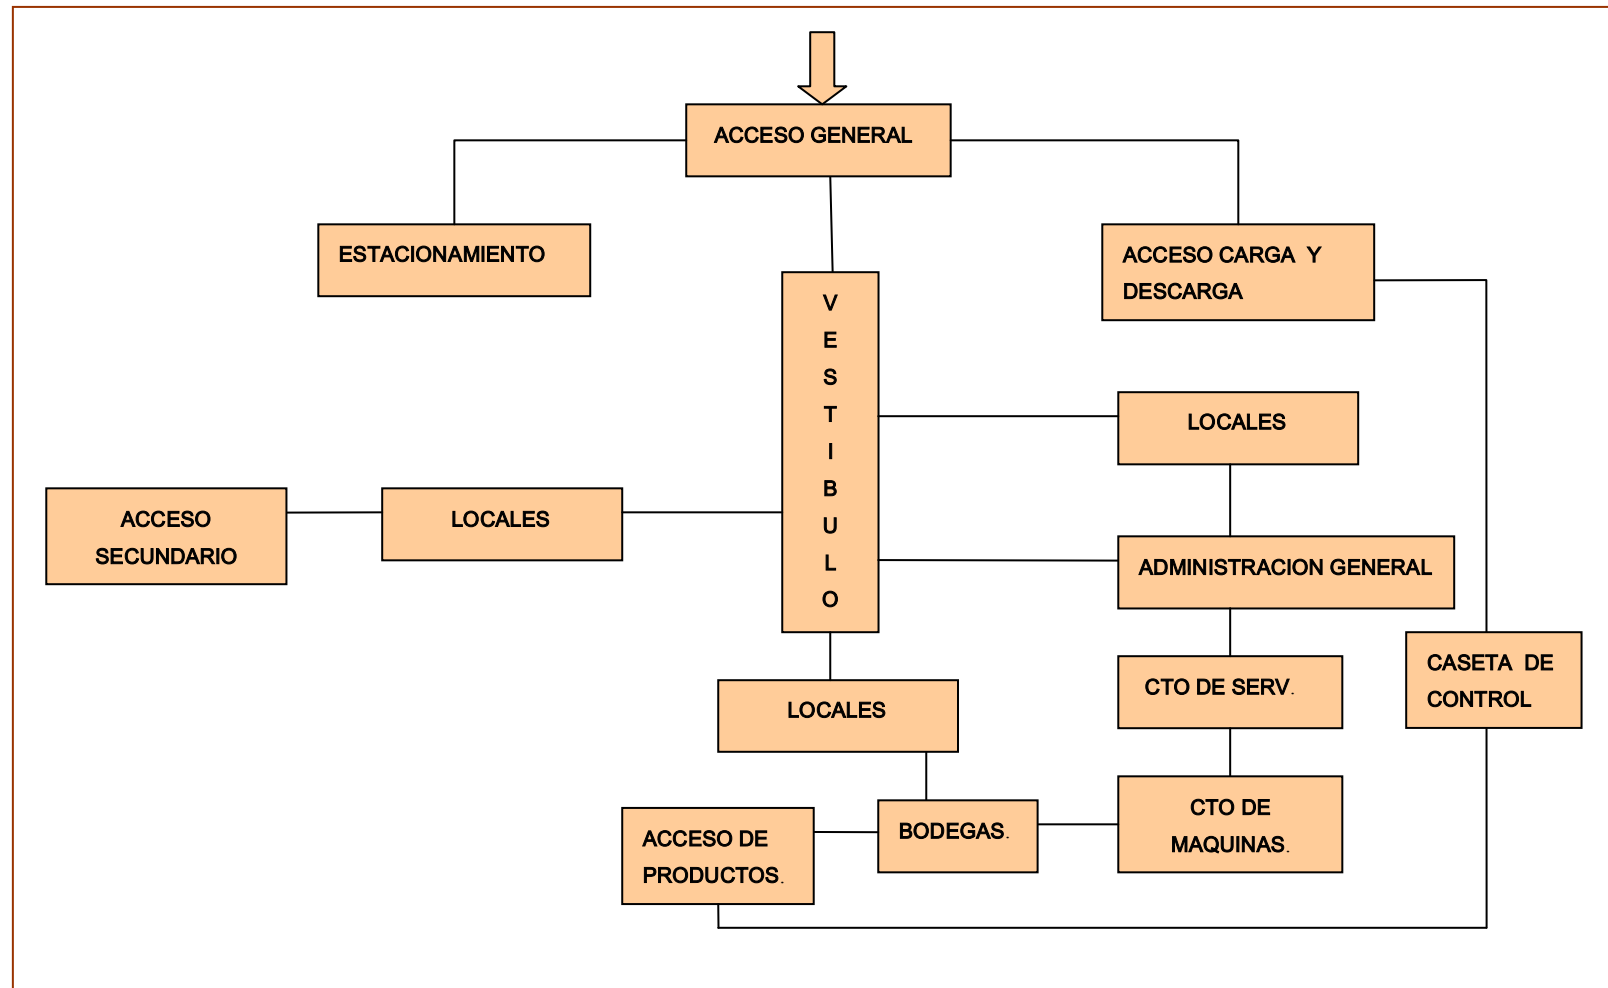 ACCESO GENERAL
ESTACIONAMIENTO
ACCESO CARGA  Y
DESCARGA
V
E
S
T
I
B
U
L
O
LOCALES
ACCESO
SECUNDARIO
LOCALES
ADMINISTRACION GENERAL
CASETA  DE
CONTROL
CTO DE SERV.
LOCALES
CTO DE
MAQUINAS.
BODEGAS.
ACCESO DE
PRODUCTOS.